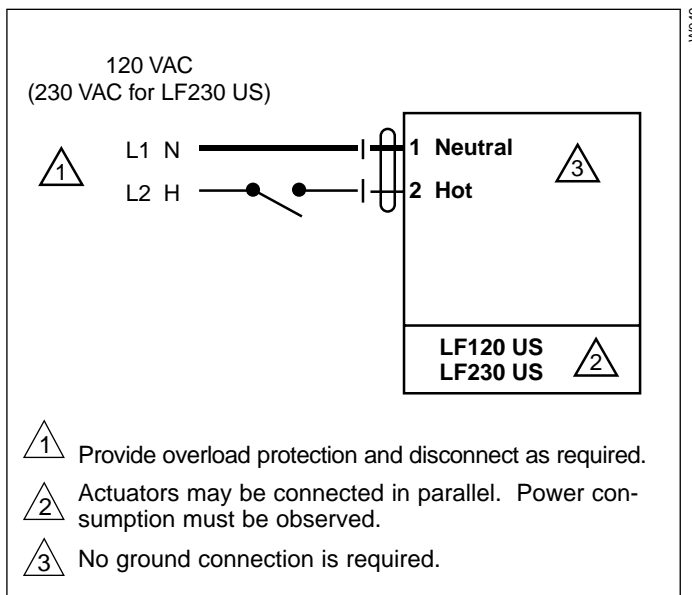 120 VAC
(230 VAC for LF230 US)
1
L1 N
1 Neutral
3
L2 H
2 Hot
LF120 US
LF230 US
2
1 Provide overload protection and disconnect as required.
2 Actuators may be connected in parallel. Power con-
sumption must be observed.
3 No ground connection is required.